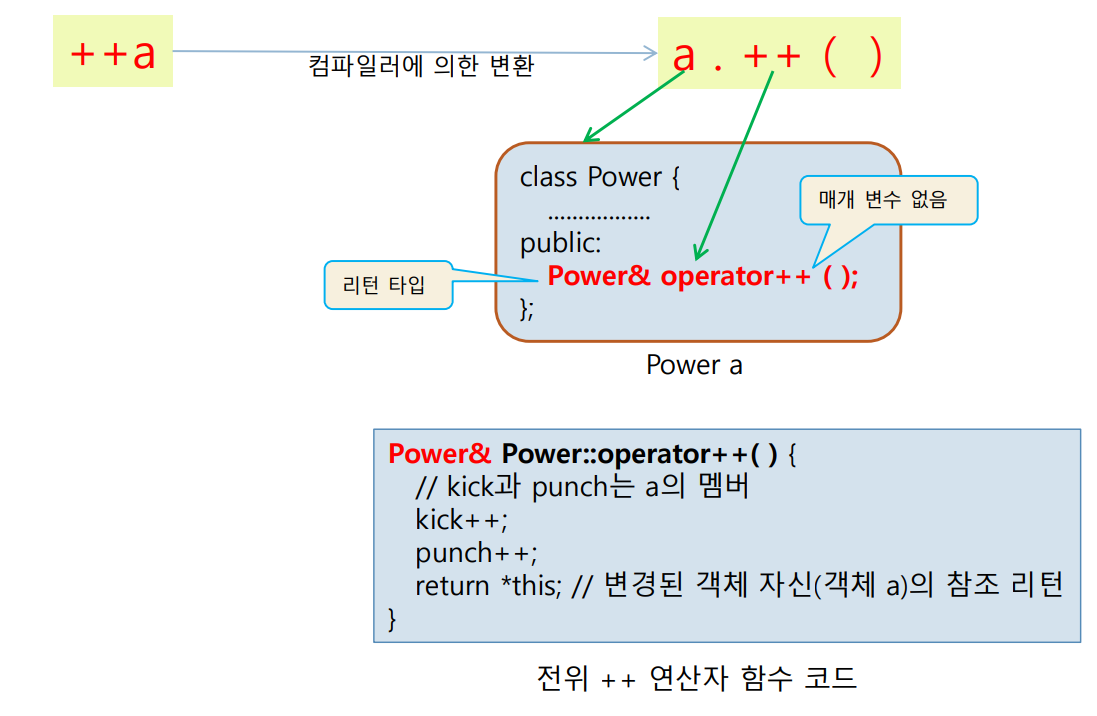 ++a
컴파일러에 의한 변환
a . ++ ( )
class Power {
.................
public:
Power& operator++ ( );
};
매개 변수 없음
리턴 타입
Power a
Power& Power::operator++( ) {
// kick과 punch는 a의 멤버
kick++;
punch++;
return *this; // 변경된 객체 자신(객체 a)의 참조 리턴
}
전위 ++ 연산자 함수 코드